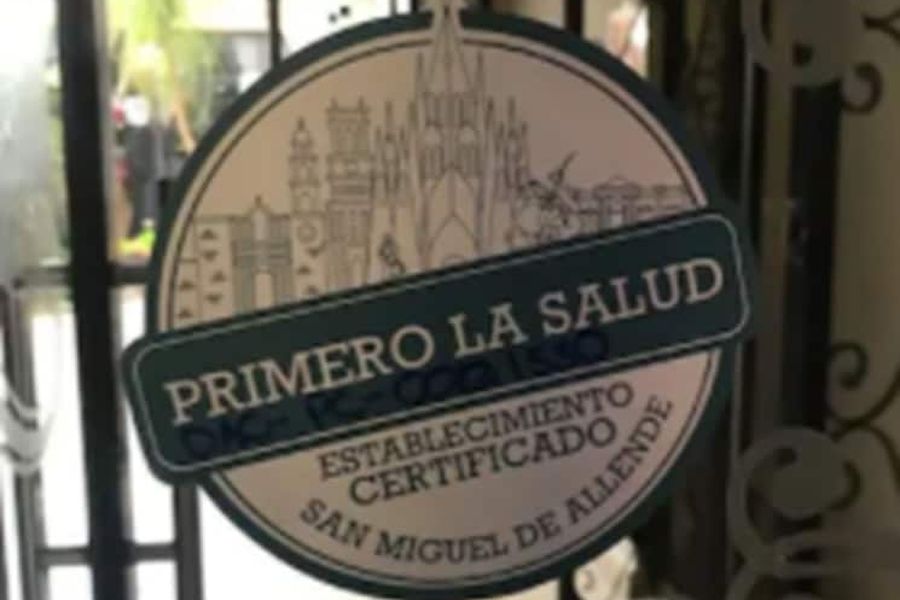 PRIMERO LA SALUD
ESTABLECIMIENTO
CERTIFICADO
SAN MIGUEL DE ALLENDE